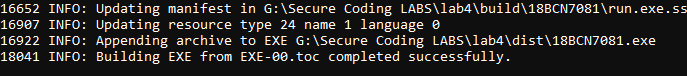 16652 INFO: Updating manifest in G:\Secure Coding LABS\lab4\build\18BCN7081\run.exe.ss
16907 INFO: Updating resource type 24 name 1 language 0
16922 INFO: Appending archive to EXE G:\Secure Coding LABS\lab4\dist\18BCN7081.exe
18041 INFO: Building EXE from EXE-00.toc completed successfully.